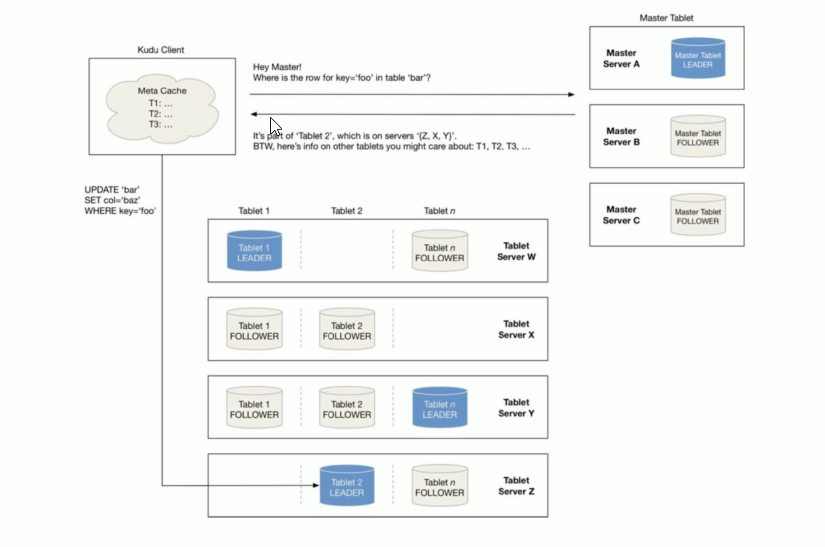 Kudu Client
Meta Cache
T1: ...
T2: ...
T3: ...
Hey Master!
Where is the row for key='foo' in table 'bar'?
It's part of 'Tablet 2', which is on servers '{Z, X, Y}'.
BTW, here's info on other tablets you might care about: T1, T2, T3, ...
Master Tablet
Master
Server A
Master Tablet
LEADER
Master
Server B
Master Tablet
FOLLOWER
Master
Server C
Master Tablet
FOLLOWER
UPDATE 'bar'
SET col='baz'
WHERE key='foo'
Tablet 1
Tablet 2
Tablet n
Tablet 1
LEADER
Tablet n
FOLLOWER
Tablet
Server W
Tablet 1
FOLLOWER
Tablet 2
FOLLOWER
Tablet
Server X
Tablet 1
FOLLOWER
Tablet 2
FOLLOWER
Tablet n
LEADER
Tablet
Server Y
Tablet 2
LEADER
Tablet n
FOLLOWER
Tablet
Server Z